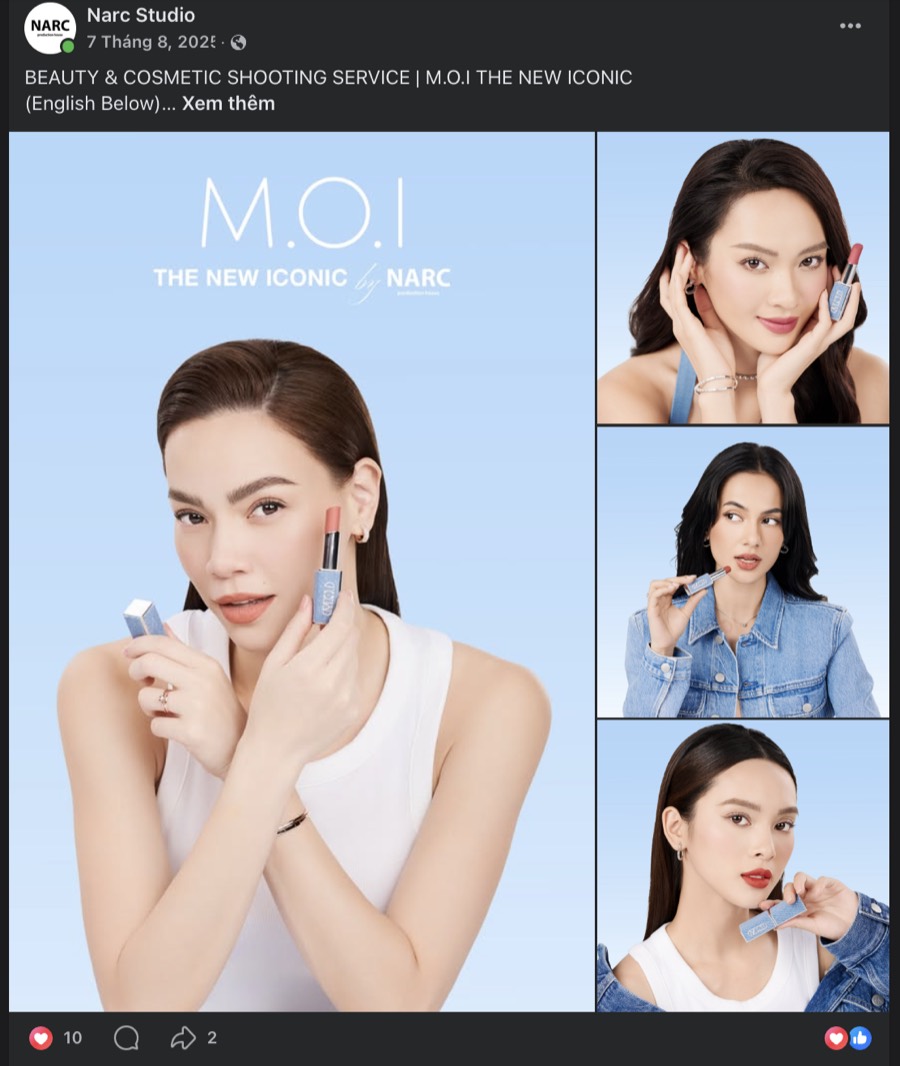 NARC
Narc Studio
7 Tháng 8, 2025 ·
BEAUTY & COSMETIC SHOOTING SERVICE | M.O.I THE NEW ICONIC
(English Below)... Xem thêm
M.O.I
THE NEW ICONIC by NARC
10
2